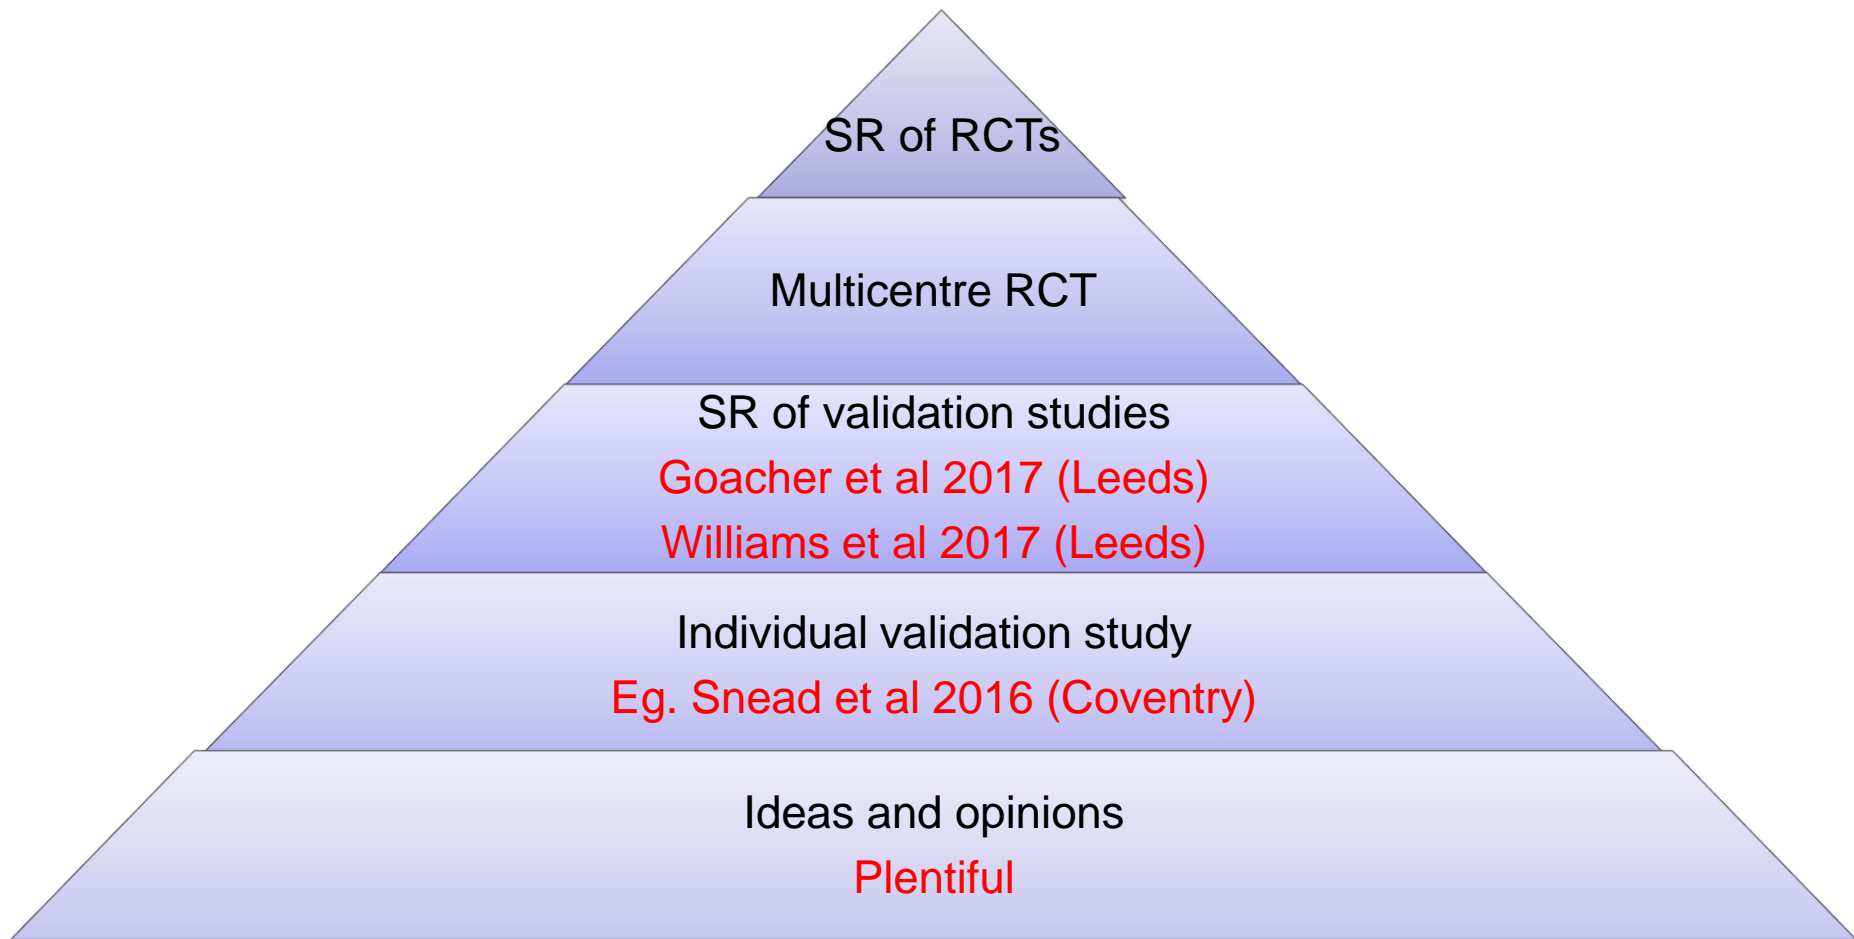 SR of RCTs
Multicentre RCT
SR of validation studies
Goacher et al 2017 (Leeds)
Williams et al 2017 (Leeds)
Individual validation study
Eg. Snead et al 2016 (Coventry)
Ideas and opinions
Plentiful